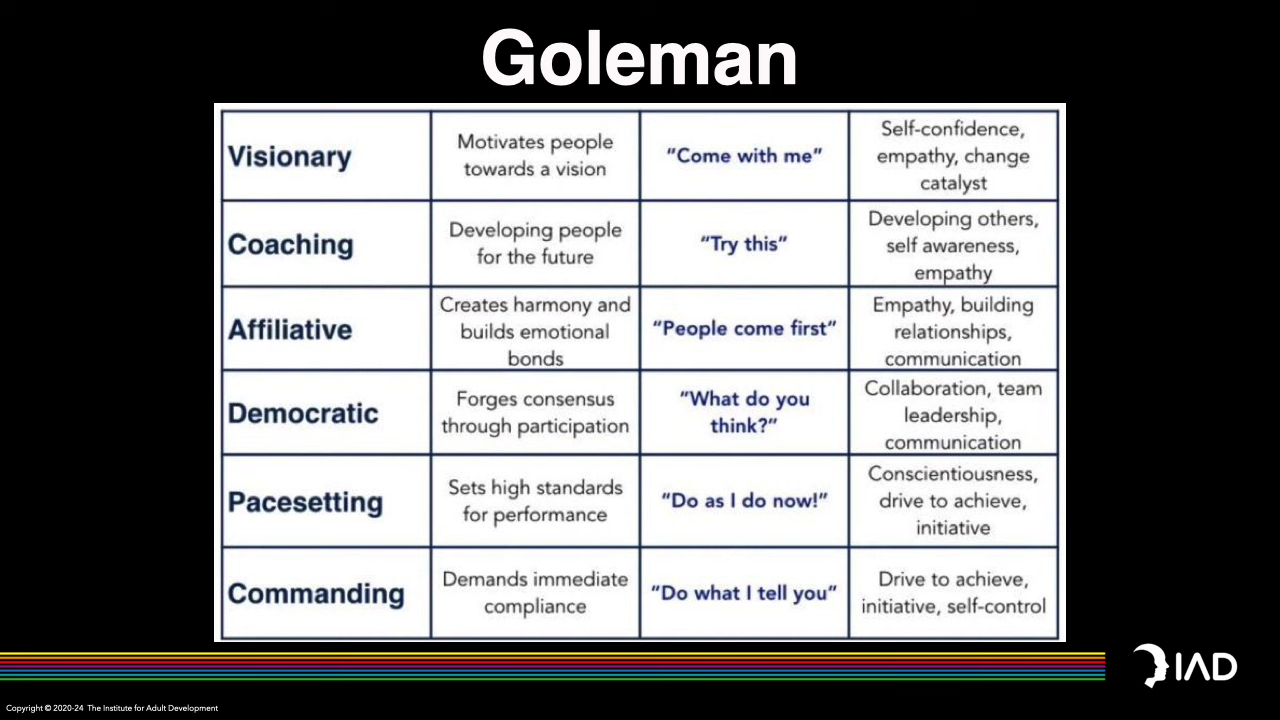 Goleman
Visionary
Motivates people
towards a vision
“Come with me”
Self-confidence,
empathy, change
catalyst
Coaching
Developing people
for the future
“Try this”
Developing others,
self awareness,
empathy
Affiliative
Creates harmony and
builds emotional
bonds
“People come first”
Empathy, building
relationships,
communication
Democratic
Forges consensus
through participation
“What do you
think?”
Collaboration, team
leadership,
communication
Pacesetting
Sets high standards
for performance
“Do as I do now!”
Conscientiousness,
drive to achieve,
initiative
Commanding
Demands immediate
compliance
“Do what I tell you”
Drive to achieve,
initiative, self-control
IAD
Copyright © 2020-24 The Institute for Adult Development